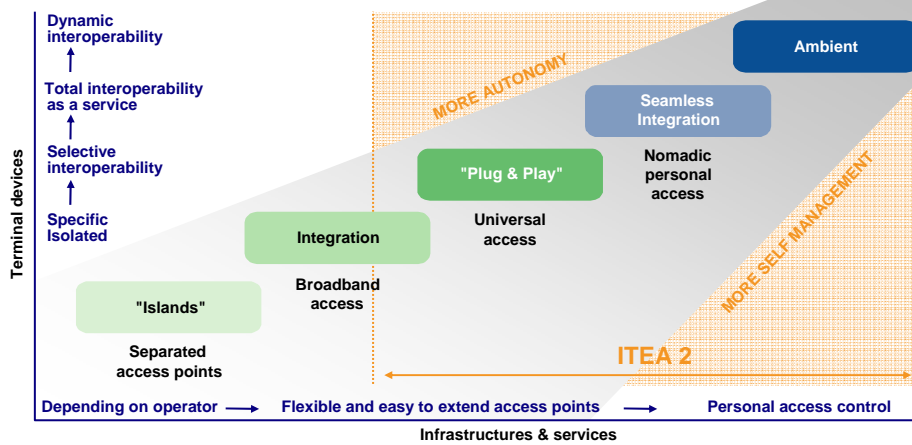 Dynamic
interoperability
Total interoperability
as a service
Selective
interoperability
Specific
Isolated
Terminal devices
MORE AUTONOMY
MORE SELF MANAGEMENT
Ambient
Seamless
Integration
Nomadic
personal
access
"Plug & Play"
Universal
access
Integration
Broadband
access
"Islands"
Separated
access points
ITEA 2
Depending on operator
Flexible and easy to extend access points
Personal access control
Infrastructures & services